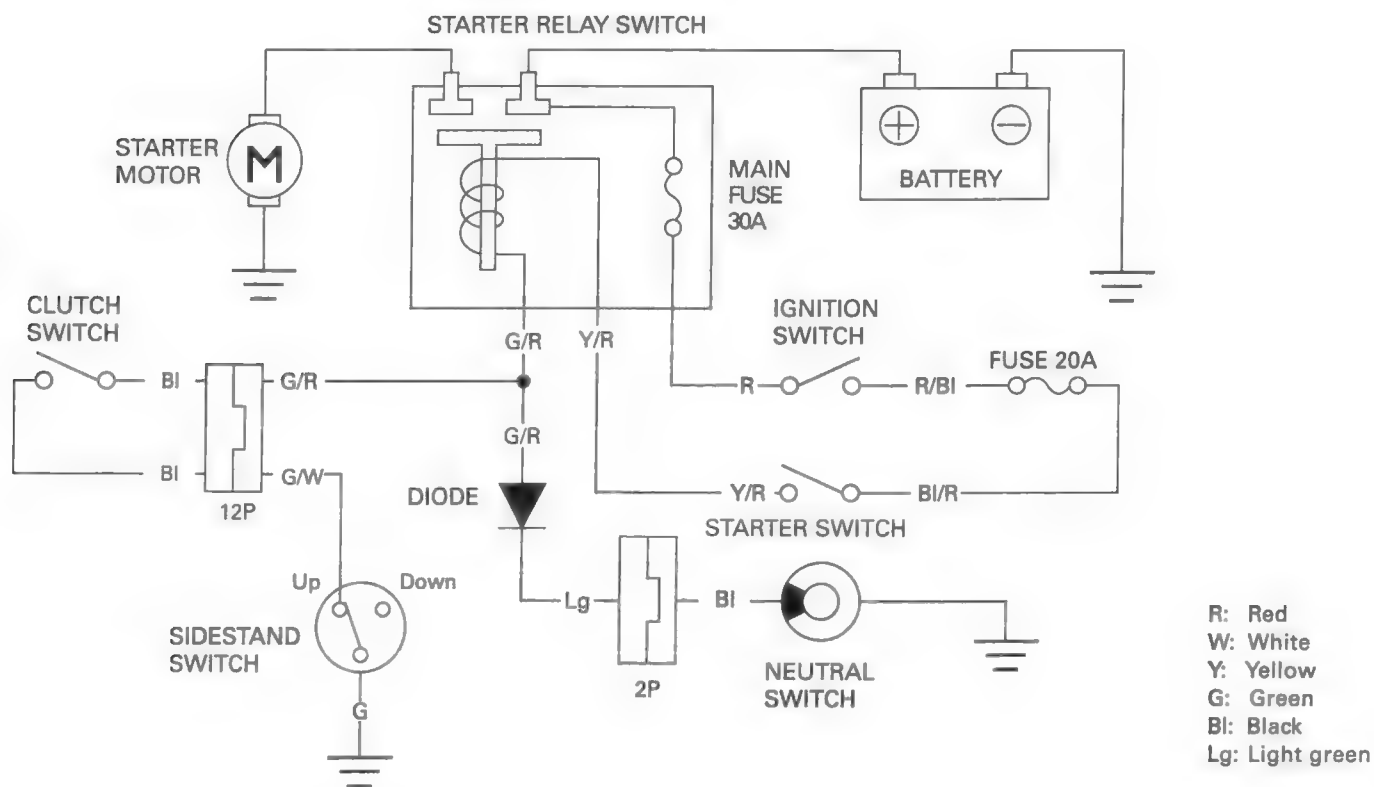 STARTER RELAY SWITCH
STARTER
MOTOR
M
MAIN
FUSE
30A
+
−
BATTERY
CLUTCH
SWITCH
IGNITION
SWITCH
G/R
Y/R
FUSE 20A
Bl
G/R
R
R/Bl
G/R
Bl
G/W
DIODE
Y/R
Bl/R
12P
STARTER SWITCH
Up
Down
Lg
Bl
SIDESTAND
SWITCH
NEUTRAL
SWITCH
2P
G
R: Red
W: White
Y: Yellow
G: Green
Bl: Black
Lg: Light green